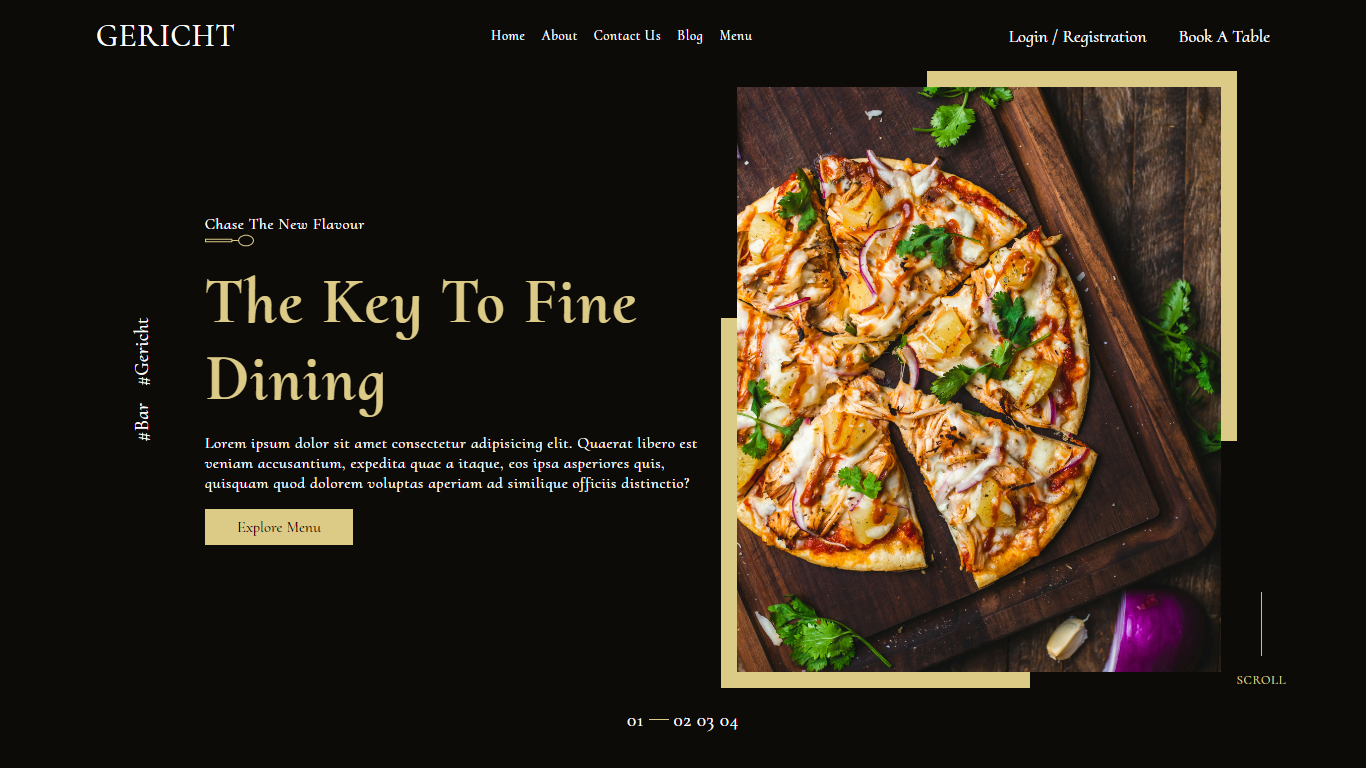 GERICHT
Home About Contact Us Blog Menu
Login / Registration Book A Table
Chase The New Flavour
The Key To Fine
Dining
#Bar #Gericht
Lorem ipsum dolor sit amet consectetur adipisicing elit. Quaerat libero est
veniam accusantium, expedita quae a itaque, eos ipsa asperiores quis,
quisquam quod dolorem voluptas aperiam ad similique officiis distinctio?
Explore Menu
SCROLL
01 02 03 04